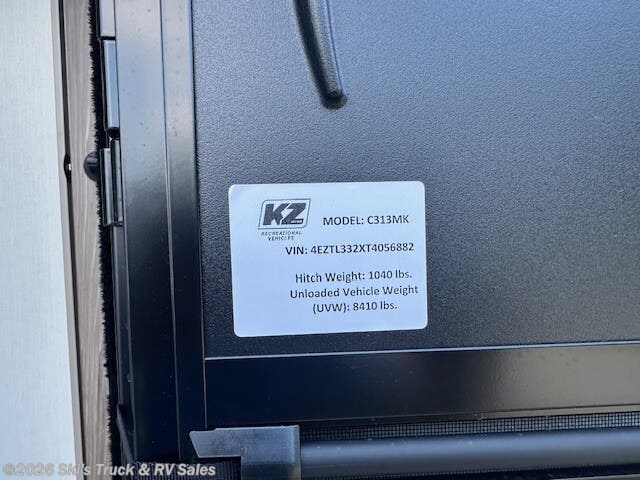 KZ
RECREATIONAL
VEHICLES
MODEL: C313MK
VIN: 4EZTL332XT4056882
Hitch Weight: 1040 lbs.
Unloaded Vehicle Weight
(UVW): 8410 lbs.
©2026 Ski's Truck & RV Sales